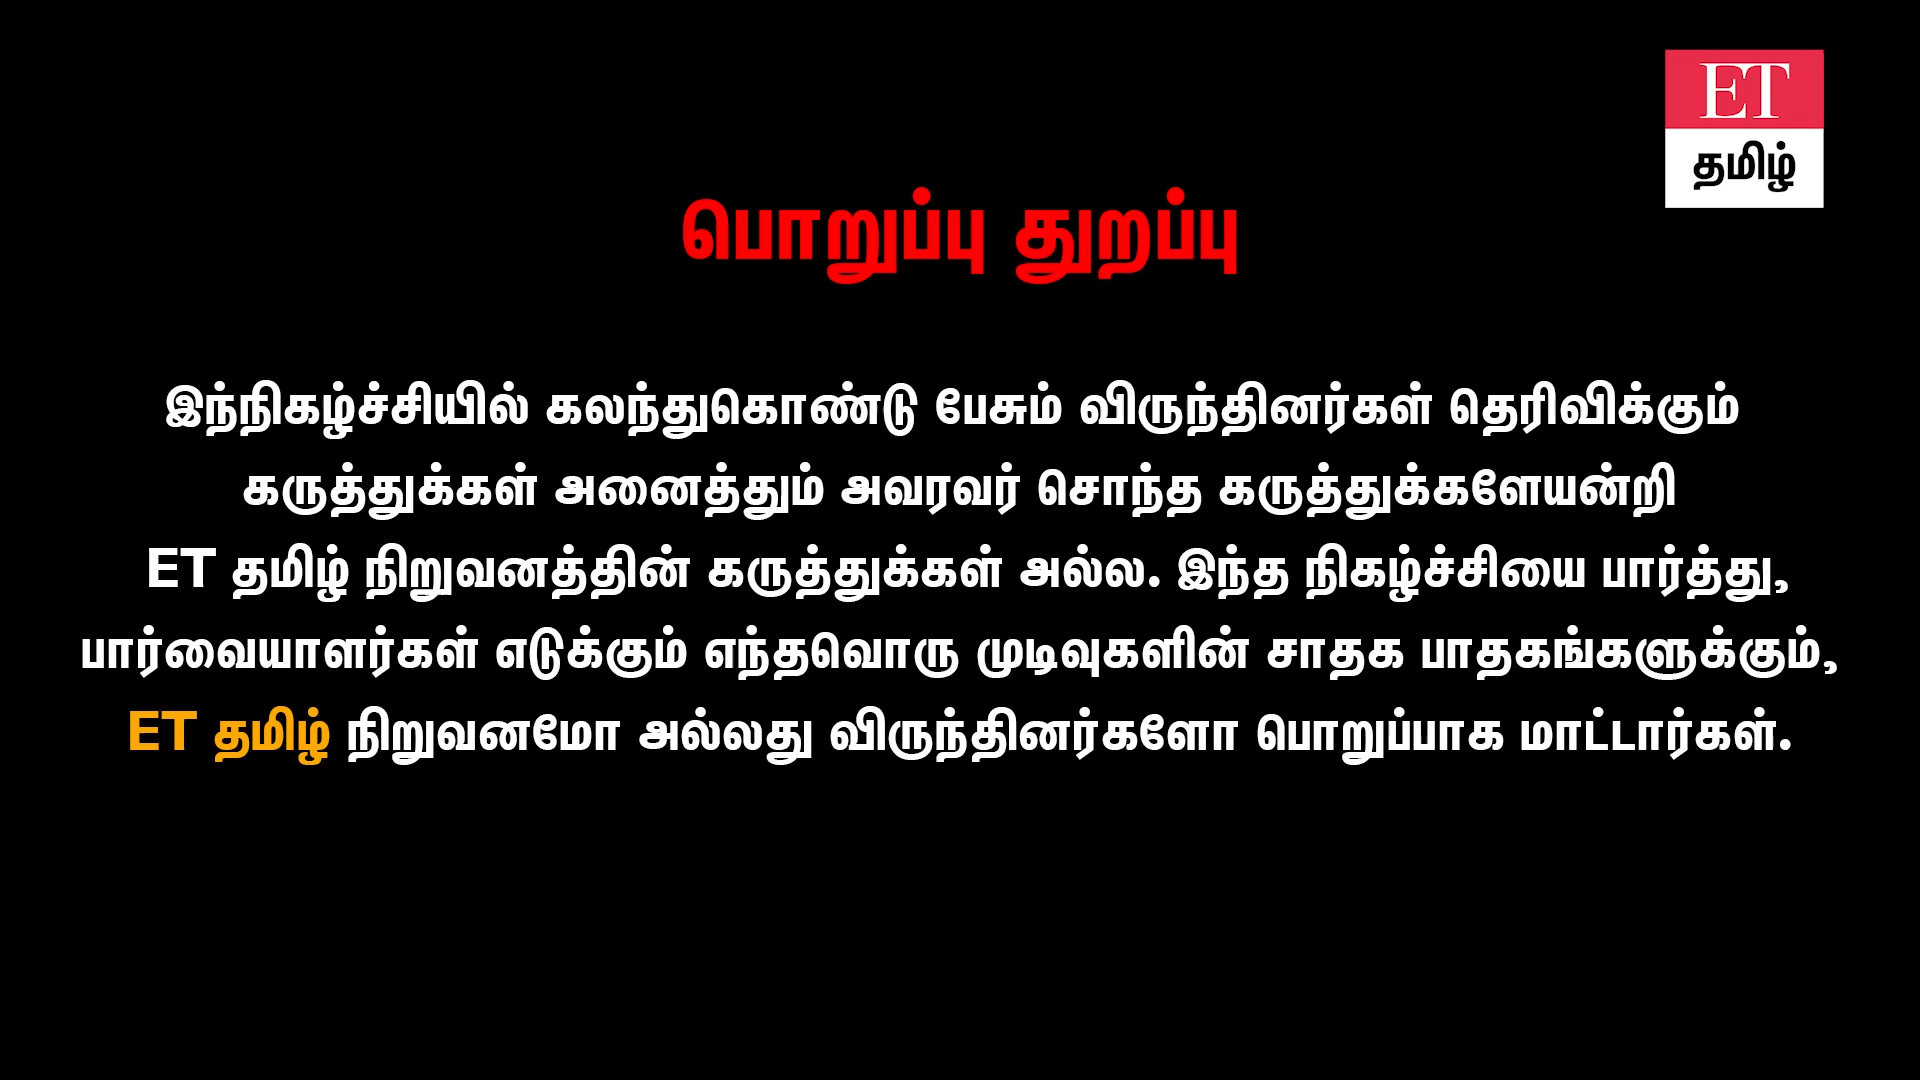 ET
தமிழ்
பொறுப்பு துறப்பு
இந்நிகழ்ச்சியில் கலந்துகொண்டு பேசும் விருந்தினர்கள் தெரிவிக்கும்
கருத்துக்கள் அனைத்தும் அவரவர் சொந்த கருத்துக்களேயன்றி
ET தமிழ் நிறுவனத்தின் கருத்துக்கள் அல்ல. இந்த நிகழ்ச்சியை பார்த்து,
பார்வையாளர்கள் எடுக்கும் எந்தவொரு முடிவுகளின் சாதக பாதகங்களுக்கும்,
ET தமிழ் நிறுவனமோ அல்லது விருந்தினர்களோ பொறுப்பாக மாட்டார்கள்.